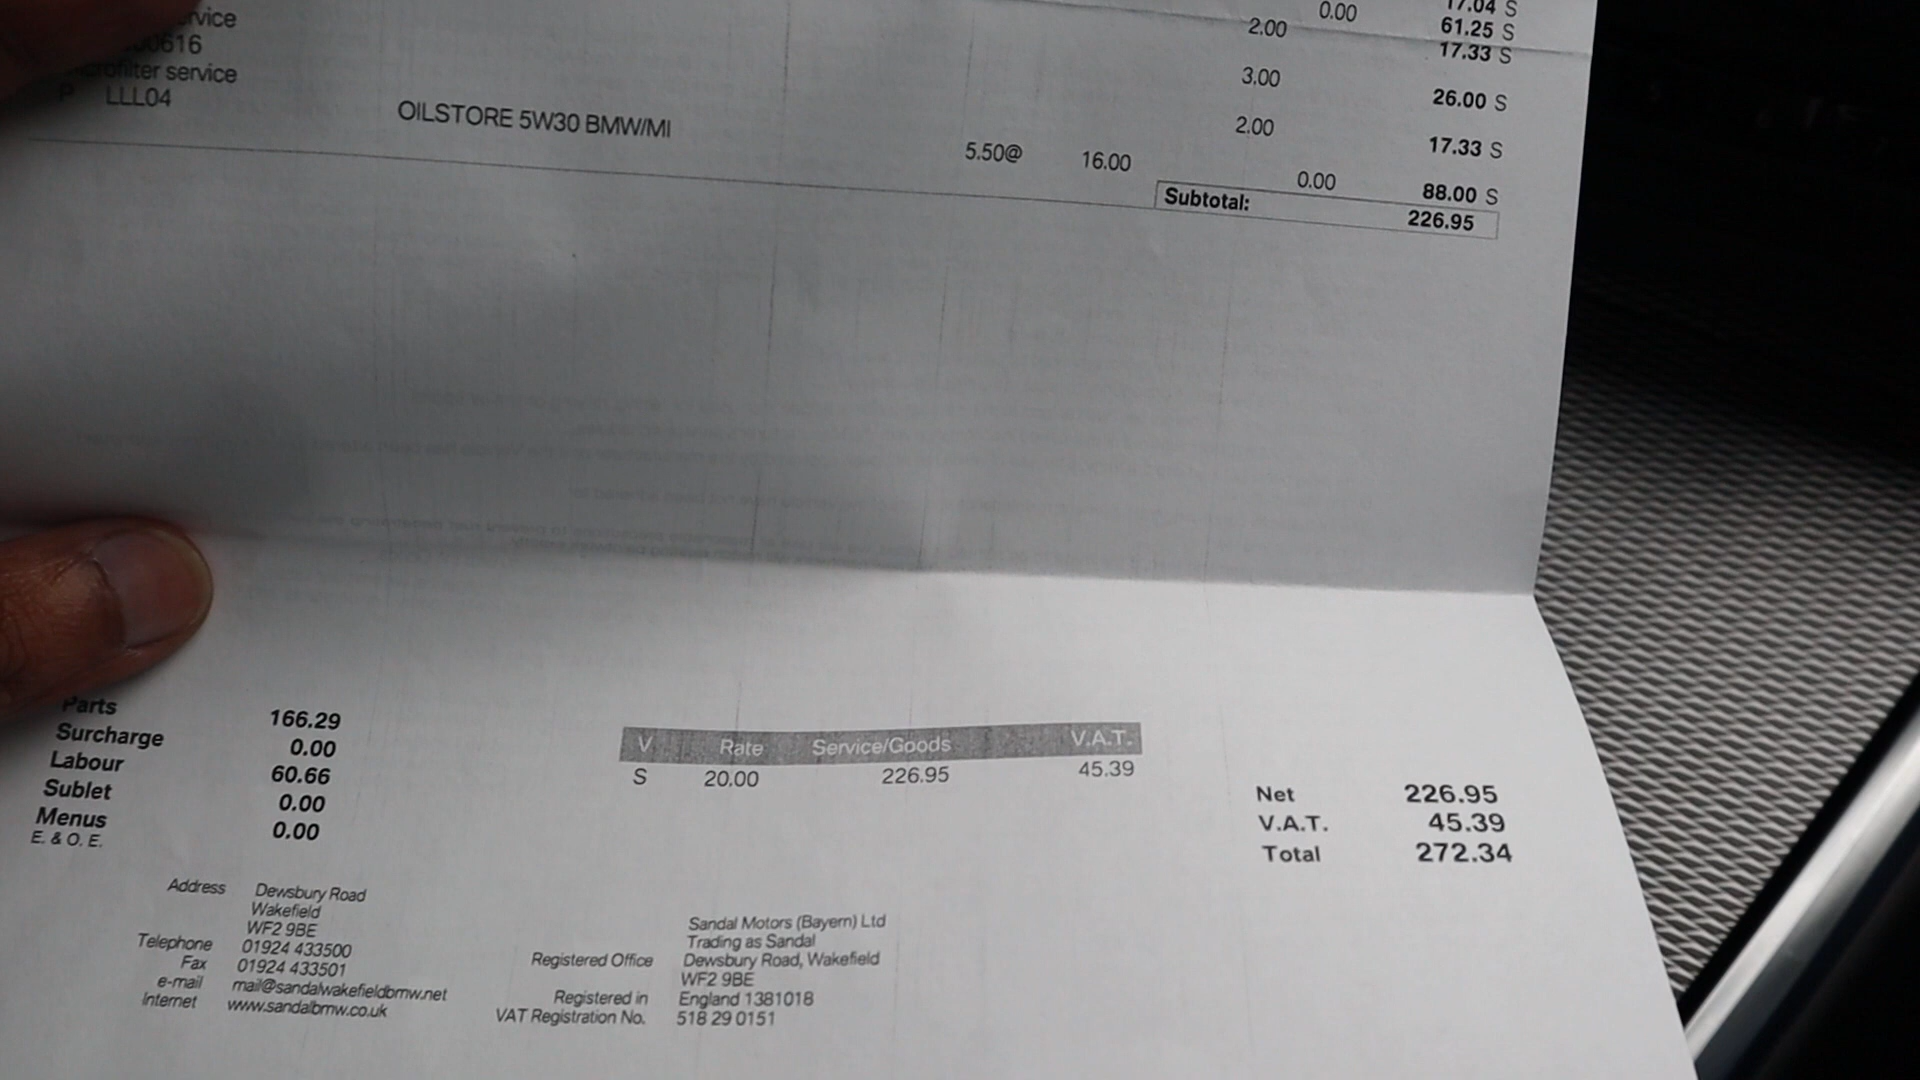 0.00 17.04 S
rvice 2.00 61.25 S
0616 17.33 S
rofilter service 3.00 26.00 S
P LLL04 OILSTORE 5W30 BMW/MI 2.00 17.33 S
5.50@ 16.00 0.00 88.00 S
Subtotal: 226.95
Parts 166.29
Surcharge 0.00
Labour 60.66
Sublet 0.00
Menus 0.00
E. & O. E.
V Rate Service/Goods V.A.T.
S 20.00 226.95 45.39
Net 226.95
V.A.T. 45.39
Total 272.34
Address Dewsbury Road
Wakefield
WF2 9BE
Telephone 01924 433500
Fax 01924 433501
e-mail mail@sandalwakefieldbmw.net
Internet www.sandalbmw.co.uk
Sandal Motors (Bayern) Ltd
Trading as Sandal
Registered Office Dewsbury Road, Wakefield
WF2 9BE
Registered in England 1381018
VAT Registration No. 518 29 0151